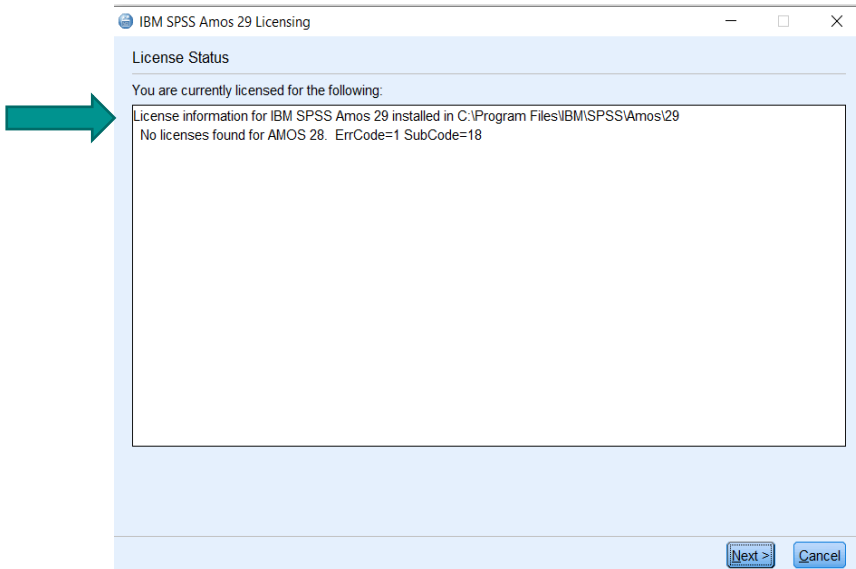 IBM SPSS Amos 29 Licensing
License Status
You are currently licensed for the following:
License information for IBM SPSS Amos 29 installed in C:\Program Files\IBM\SPSS\Amos\29
No licenses found for AMOS 28.  ErrCode=1 SubCode=18
Next >
Cancel